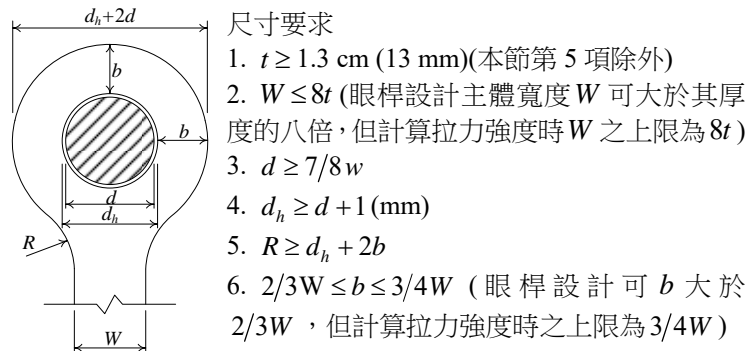 d_h+2d
尺寸要求
1. t ≥ 1.3 cm (13 mm)(本節第 5 項除外)
b
2. W ≤ 8t (眼桿設計主體寬度 W 可大於其厚
度的八倍，但計算拉力強度時 W 之上限為 8t )
b
3. d ≥ 7/8 w
d
4. d_h ≥ d + 1 (mm)
d_h
R
5. R ≥ d_h + 2b
6. 2/3W ≤ b ≤ 3/4W ( 眼桿設計可 b 大於
2/3W ，但計算拉力強度時之上限為 3/4W )
W